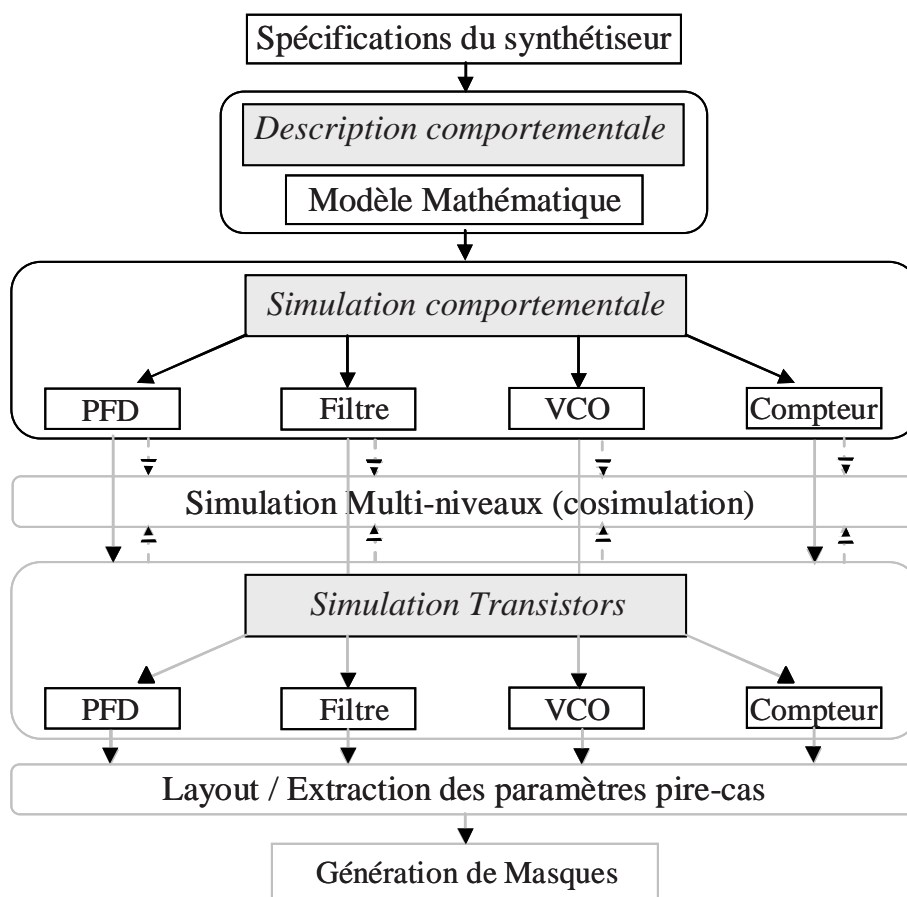 Spécifications du synthétiseur
Description comportementale
Modèle Mathématique
Simulation comportementale
PFD
Filtre
VCO
Compteur
Simulation Multi-niveaux (cosimulation)
Simulation Transistors
PFD
Filtre
VCO
Compteur
Layout / Extraction des paramètres pire-cas
Génération de Masques